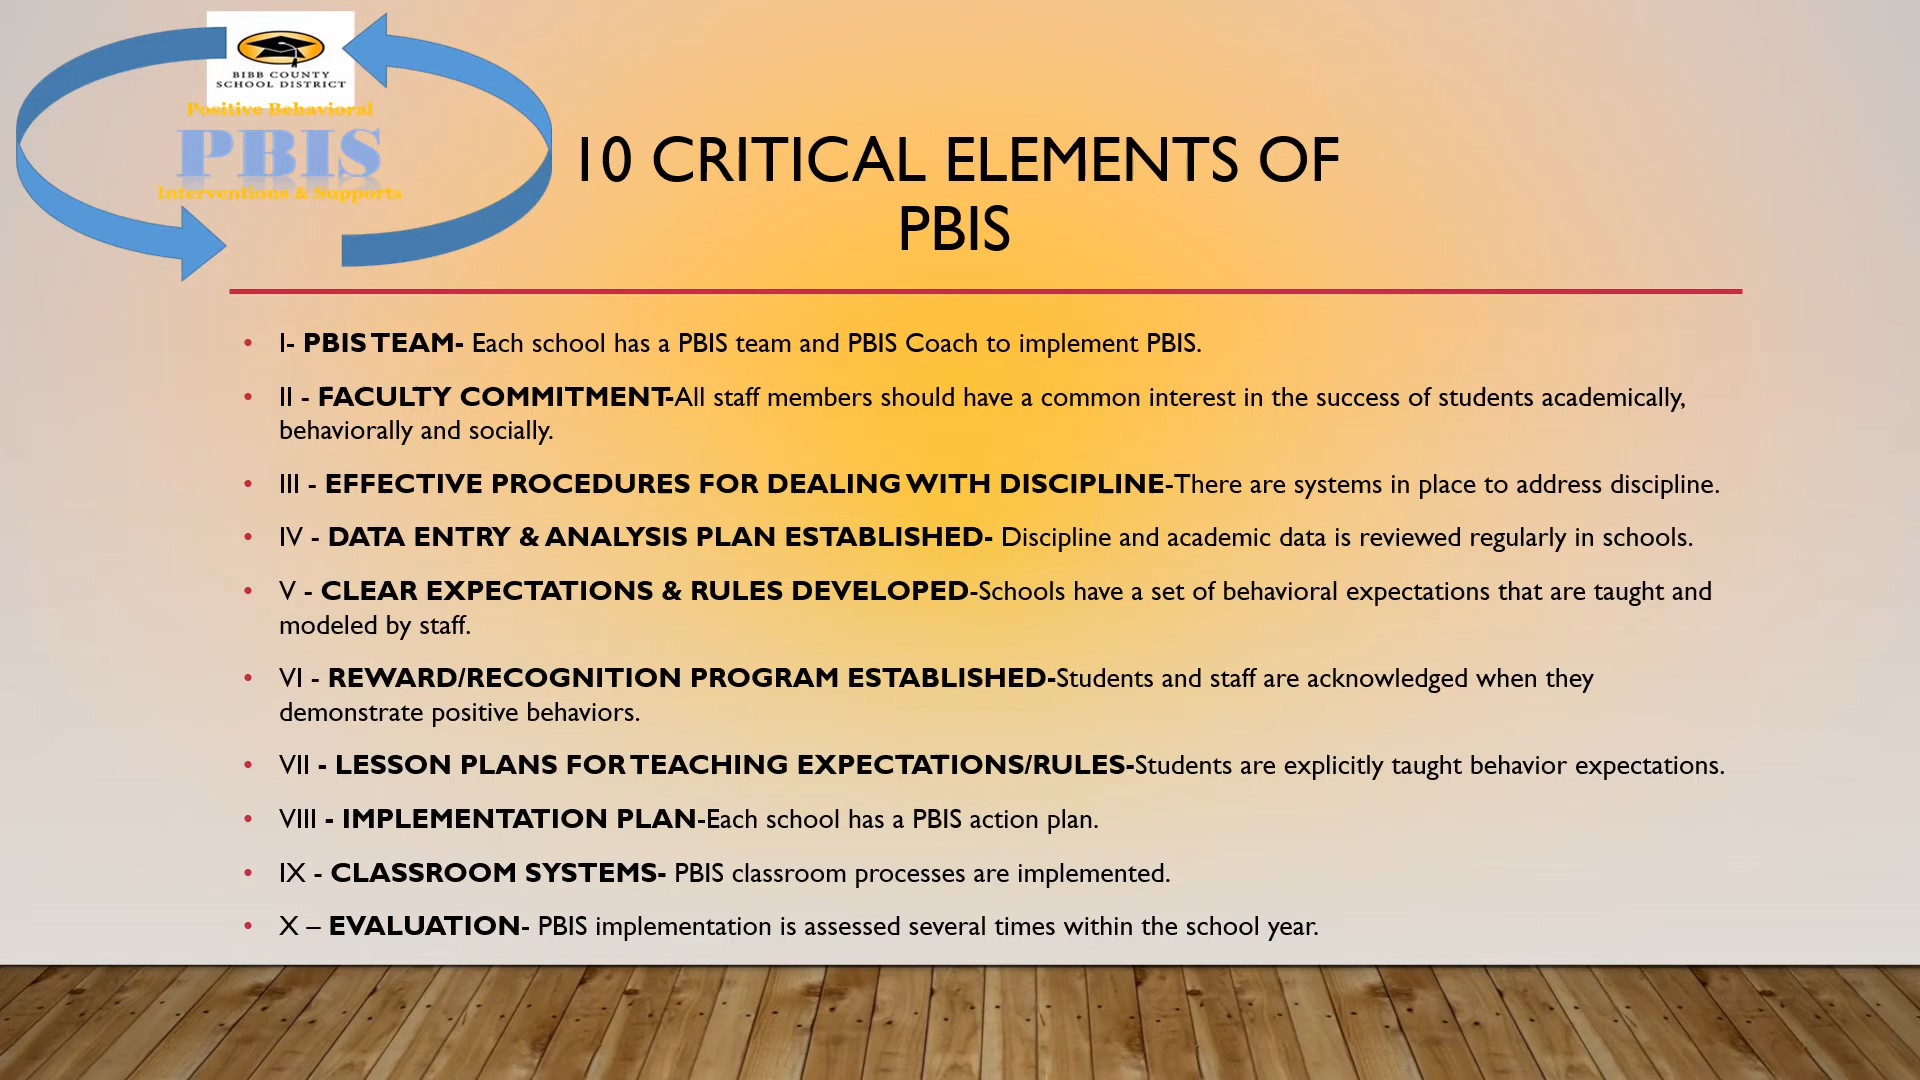 BIBB COUNTY
SCHOOL DISTRICT
Positive Behavioral
PBIS
Interventions & Supports
10 CRITICAL ELEMENTS OF
PBIS
• I- PBIS TEAM- Each school has a PBIS team and PBIS Coach to implement PBIS.
• II - FACULTY COMMITMENT-All staff members should have a common interest in the success of students academically,
behaviorally and socially.
• III - EFFECTIVE PROCEDURES FOR DEALING WITH DISCIPLINE-There are systems in place to address discipline.
• IV - DATA ENTRY & ANALYSIS PLAN ESTABLISHED- Discipline and academic data is reviewed regularly in schools.
• V - CLEAR EXPECTATIONS & RULES DEVELOPED-Schools have a set of behavioral expectations that are taught and
modeled by staff.
• VI - REWARD/RECOGNITION PROGRAM ESTABLISHED-Students and staff are acknowledged when they
demonstrate positive behaviors.
• VII - LESSON PLANS FOR TEACHING EXPECTATIONS/RULES-Students are explicitly taught behavior expectations.
• VIII - IMPLEMENTATION PLAN-Each school has a PBIS action plan.
• IX - CLASSROOM SYSTEMS- PBIS classroom processes are implemented.
• X – EVALUATION- PBIS implementation is assessed several times within the school year.